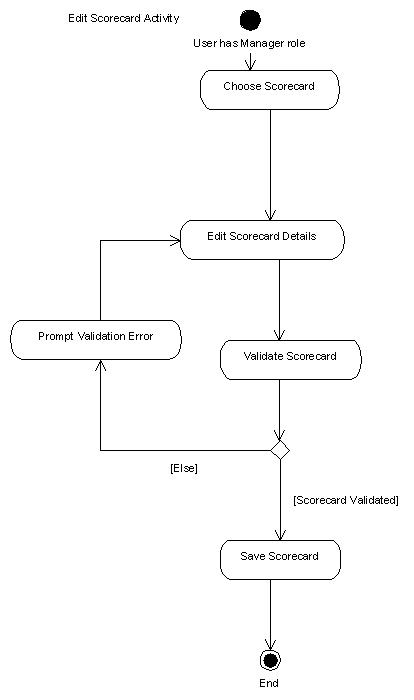 Edit Scorecard Activity
User has Manager role
Choose Scorecard
Edit Scorecard Details
Prompt Validation Error
Validate Scorecard
[Else]
[Scorecard Validated]
Save Scorecard
End